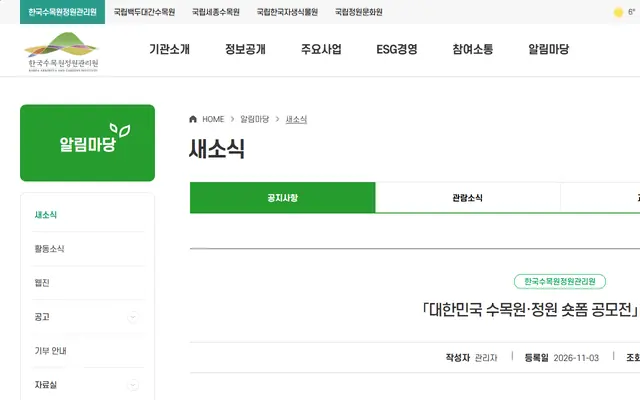 한국수목원정원관리원 국립백두대간수목원 국립세종수목원 국립한국자생식물원 국립정원문화원 6°
한국수목원정원관리원
기관소개 정보공개 주요사업 ESG경영 참여소통 알림마당
알림마당
HOME 알림마당 새소식
새소식
공지사항 관람소식
새소식
활동소식
웹진
공고
기부 안내
자료실
한국수목원정원관리원
「대한민국 수목원·정원 숏폼 공모전」
작성자 관리자 등록일 2026-11-03 조회